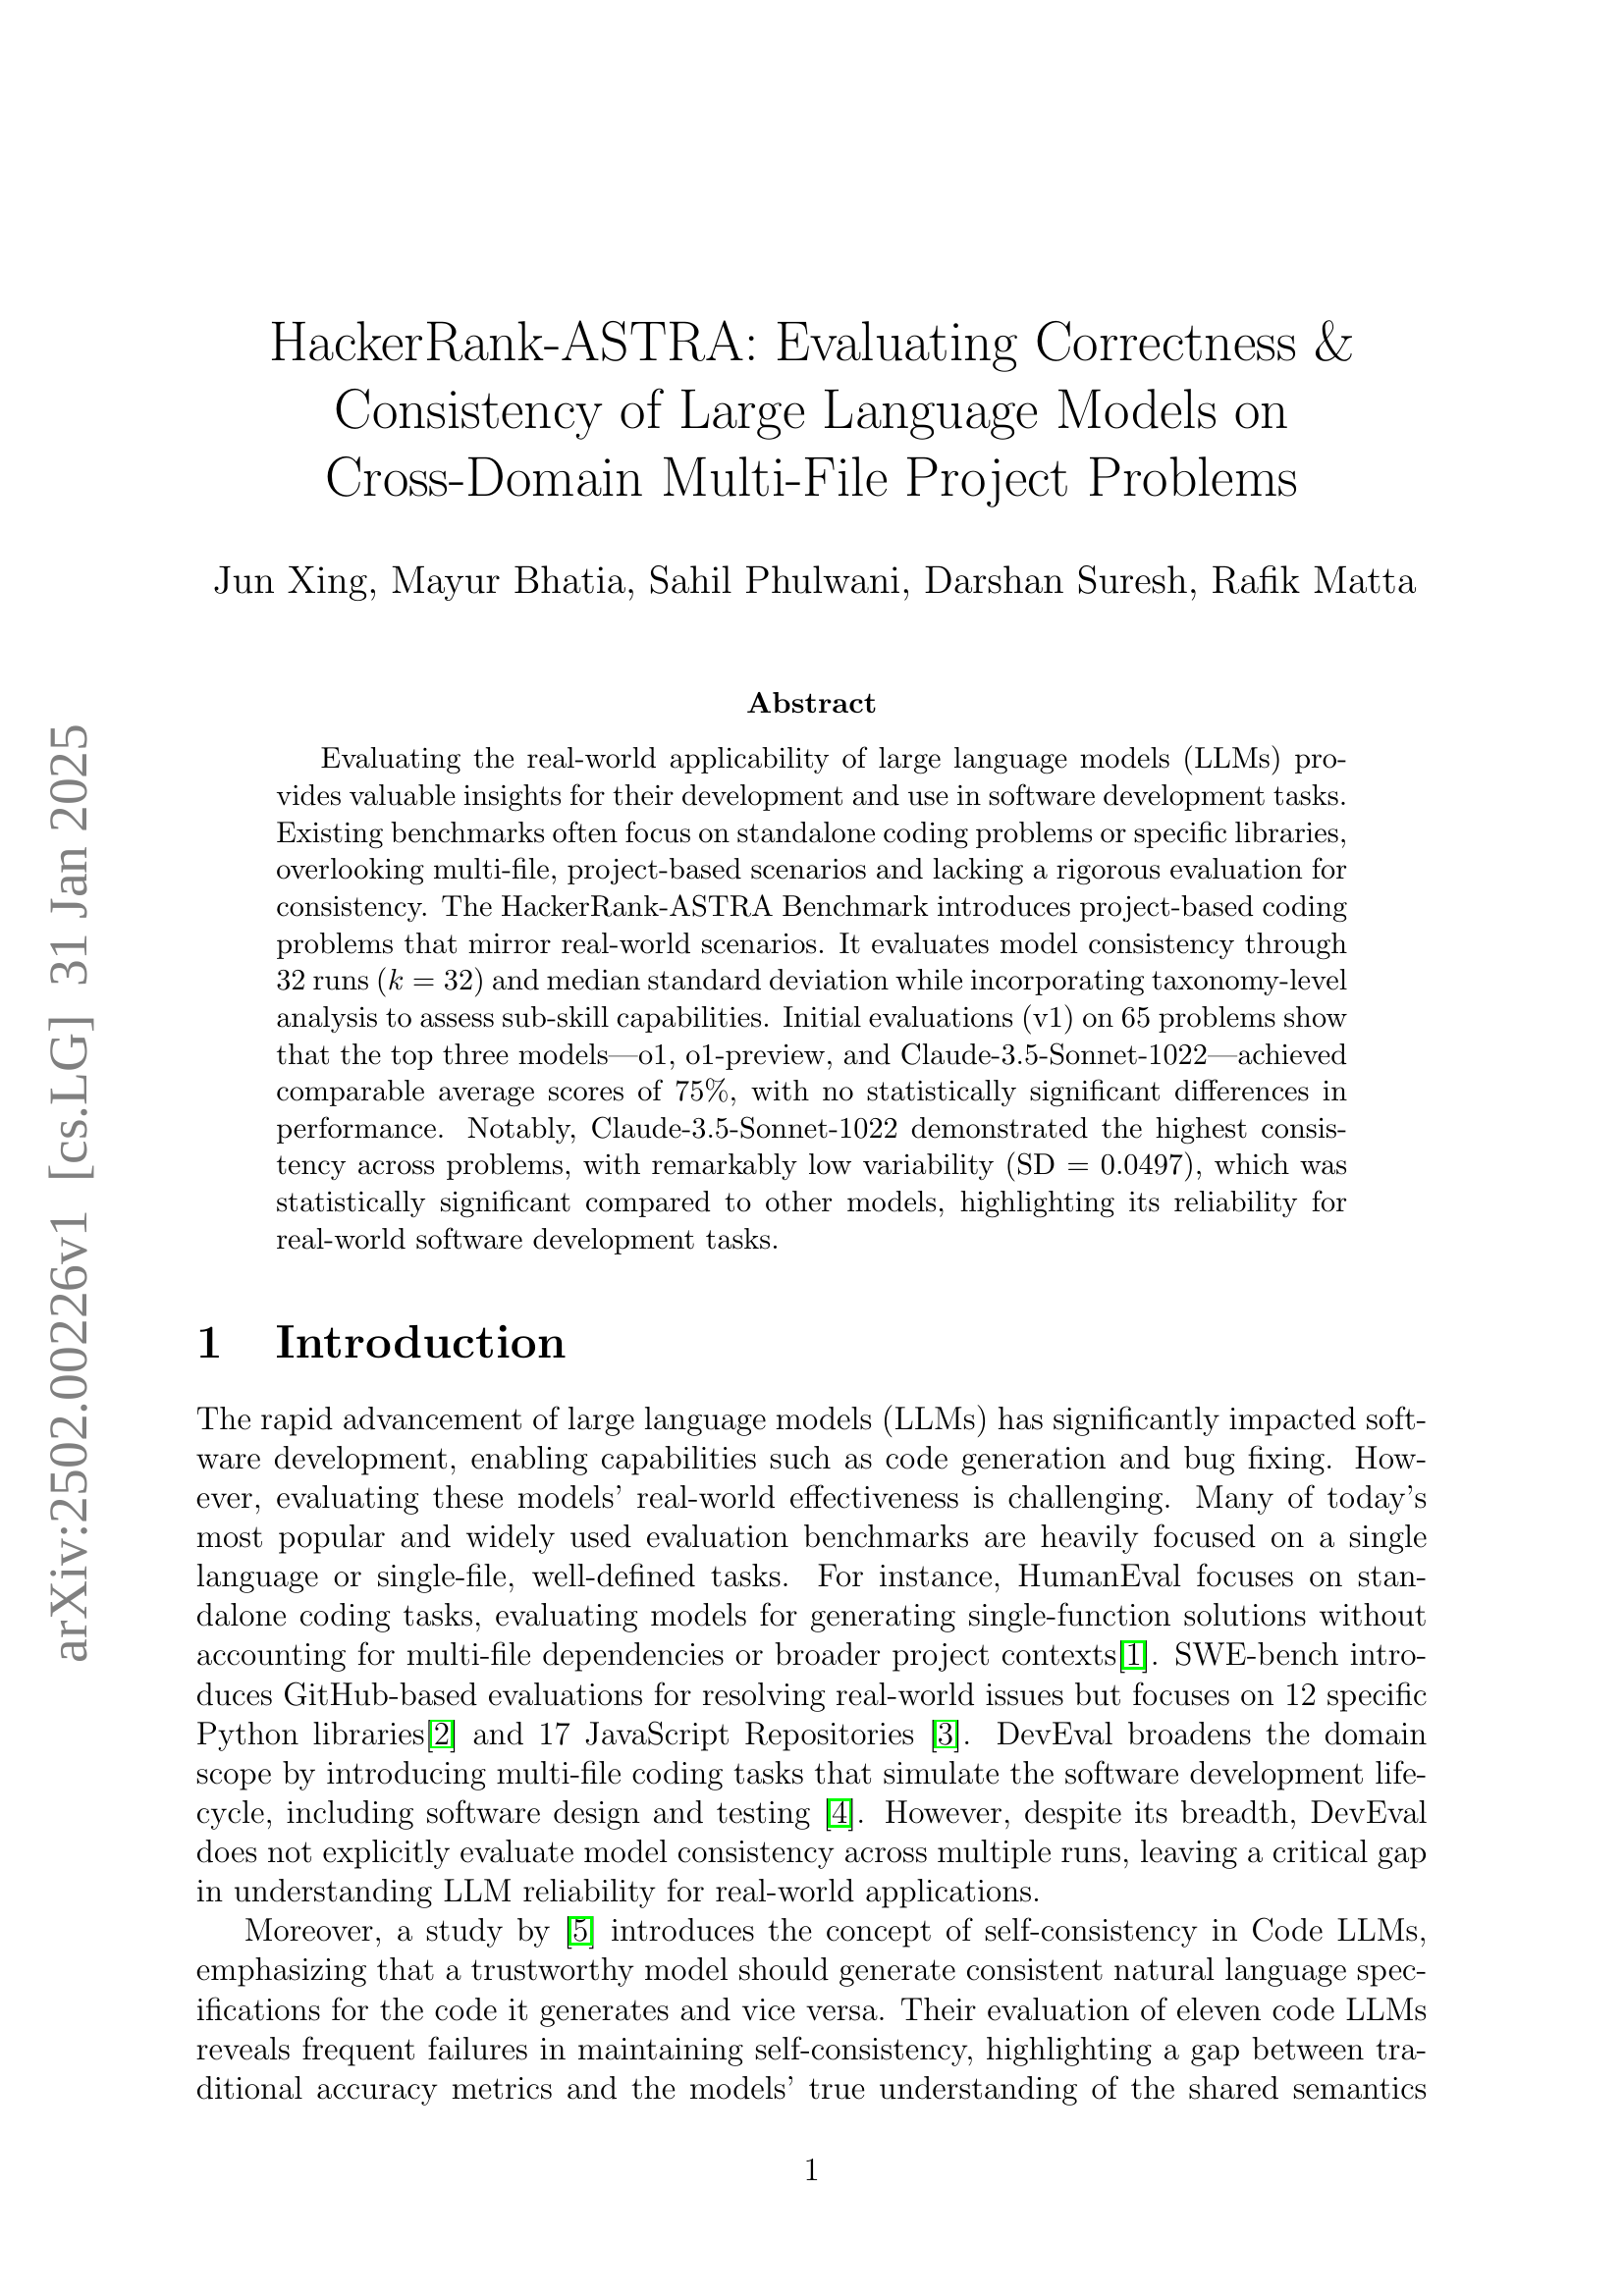 HackerRank-ASTRA: Evaluating Correctness &
Consistency of Large Language Models on
Cross-Domain Multi-File Project Problems
Jun Xing, Mayur Bhatia, Sahil Phulwani, Darshan Suresh, Rafik Matta
Abstract
Evaluating the real-world applicability of large language models (LLMs) pro-
vides valuable insights for their development and use in software development tasks.
Existing benchmarks often focus on standalone coding problems or specific libraries,
overlooking multi-file, project-based scenarios and lacking a rigorous evaluation for
consistency. The HackerRank-ASTRA Benchmark introduces project-based coding
problems that mirror real-world scenarios. It evaluates model consistency through
32 runs (k = 32) and median standard deviation while incorporating taxonomy-level
analysis to assess sub-skill capabilities. Initial evaluations (v1) on 65 problems show
that the top three models—o1, o1-preview, and Claude-3.5-Sonnet-1022—achieved
comparable average scores of 75%, with no statistically significant differences in
performance. Notably, Claude-3.5-Sonnet-1022 demonstrated the highest consis-
tency across problems, with remarkably low variability (SD = 0.0497), which was
statistically significant compared to other models, highlighting its reliability for
real-world software development tasks.
1 Introduction
The rapid advancement of large language models (LLMs) has significantly impacted soft-
ware development, enabling capabilities such as code generation and bug fixing. How-
ever, evaluating these models' real-world effectiveness is challenging. Many of today's
most popular and widely used evaluation benchmarks are heavily focused on a single
language or single-file, well-defined tasks. For instance, HumanEval focuses on stan-
dalone coding tasks, evaluating models for generating single-function solutions without
accounting for multi-file dependencies or broader project contexts[1]. SWE-bench intro-
duces GitHub-based evaluations for resolving real-world issues but focuses on 12 specific
Python libraries[2] and 17 JavaScript Repositories [3]. DevEval broadens the domain
scope by introducing multi-file coding tasks that simulate the software development life-
cycle, including software design and testing [4]. However, despite its breadth, DevEval
does not explicitly evaluate model consistency across multiple runs, leaving a critical gap
in understanding LLM reliability for real-world applications.
Moreover, a study by [5] introduces the concept of self-consistency in Code LLMs,
emphasizing that a trustworthy model should generate consistent natural language spec-
ifications for the code it generates and vice versa. Their evaluation of eleven code LLMs
reveals frequent failures in maintaining self-consistency, highlighting a gap between tra-
ditional accuracy metrics and the models' true understanding of the shared semantics
1
arXiv:2502.00226v1 [cs.LG] 31 Jan 2025